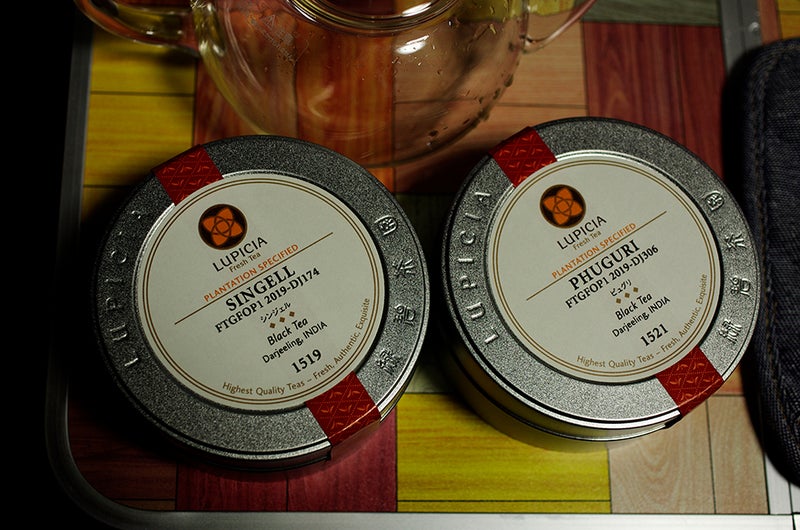 LUPICIA
LUPICIA
Fresh Tea
PLANTATION SPECIFIED
SINGELL
FTGFOP1 2019-DJ174
シンジェル
Black Tea
Darjeeling, INDIA
1519
Highest Quality Teas – Fresh, Authentic, Exquisite
LUPICIA
LUPICIA
Fresh Tea
PLANTATION SPECIFIED
PHUGURI
FTGFOP1 2019-DJ306
ピュグリ
Black Tea
Darjeeling, INDIA
1521
Highest Quality Teas – Fresh, Authentic, Exquisite